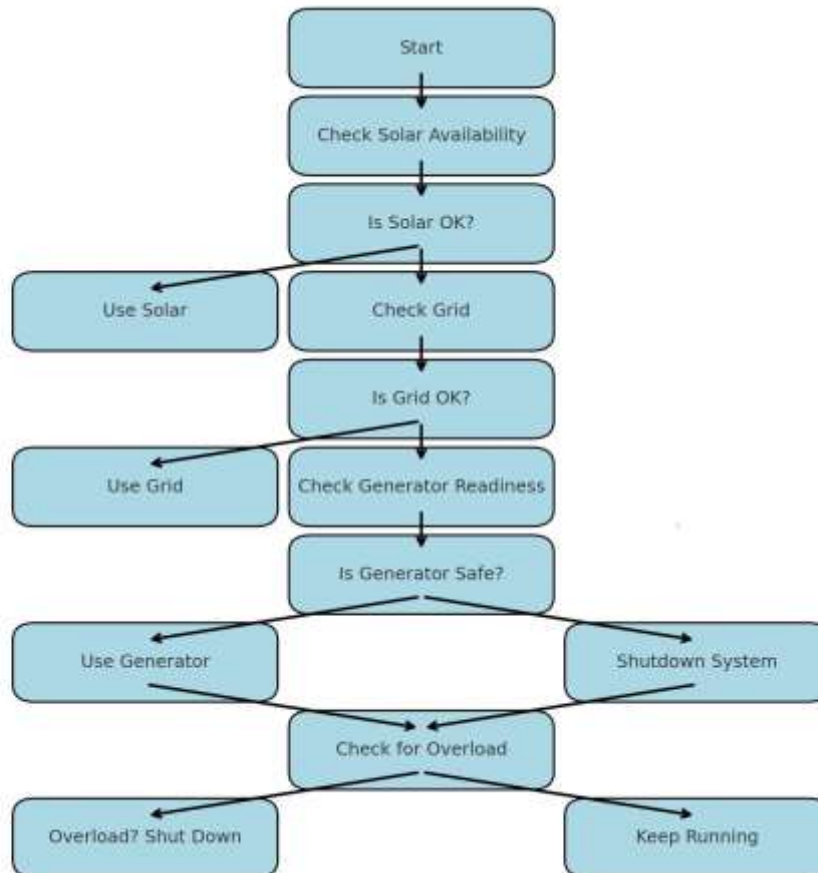 Start
Check Solar Availability
Is Solar OK?
Use Solar
Check Grid
Is Grid OK?
Use Grid
Check Generator Readiness
Is Generator Safe?
Use Generator
Shutdown System
Check for Overload
Overload? Shut Down
Keep Running